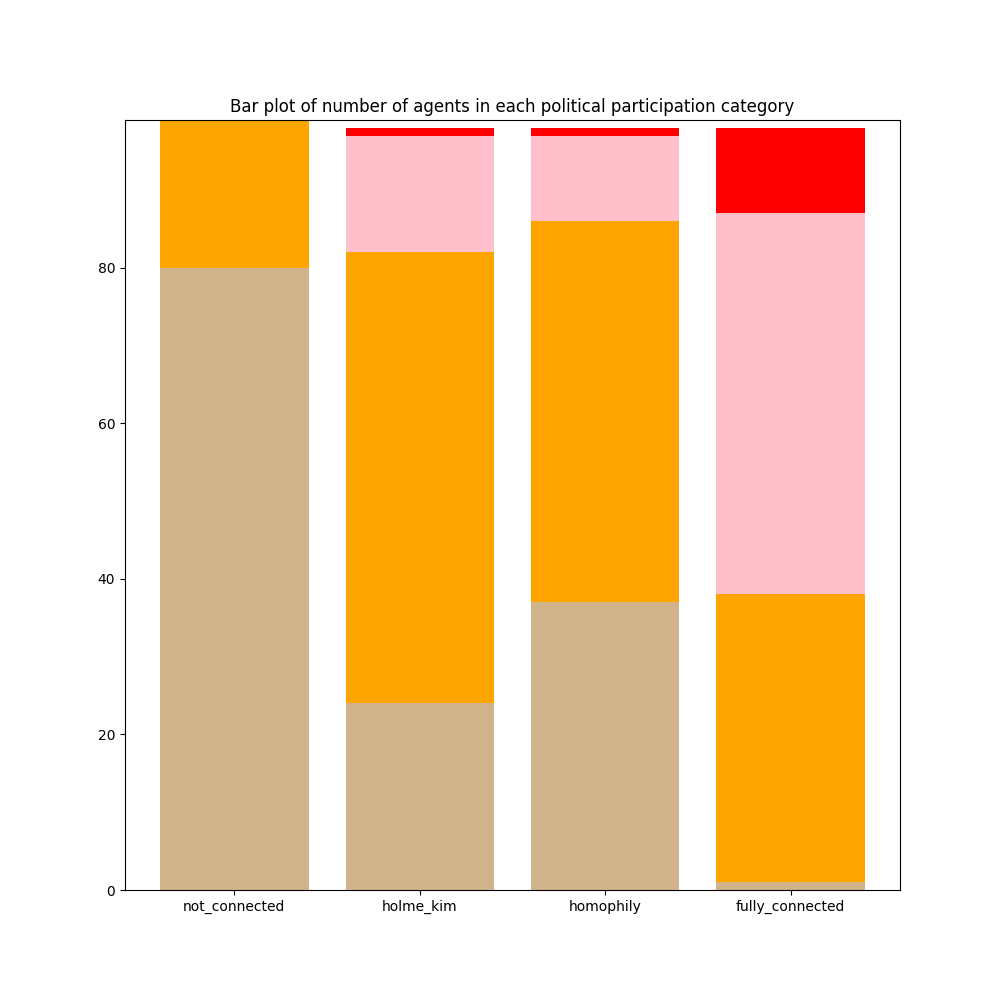 Bar plot of number of agents in each political participation category
80
60
40
20
0
not_connected holme_kim homophily fully_connected